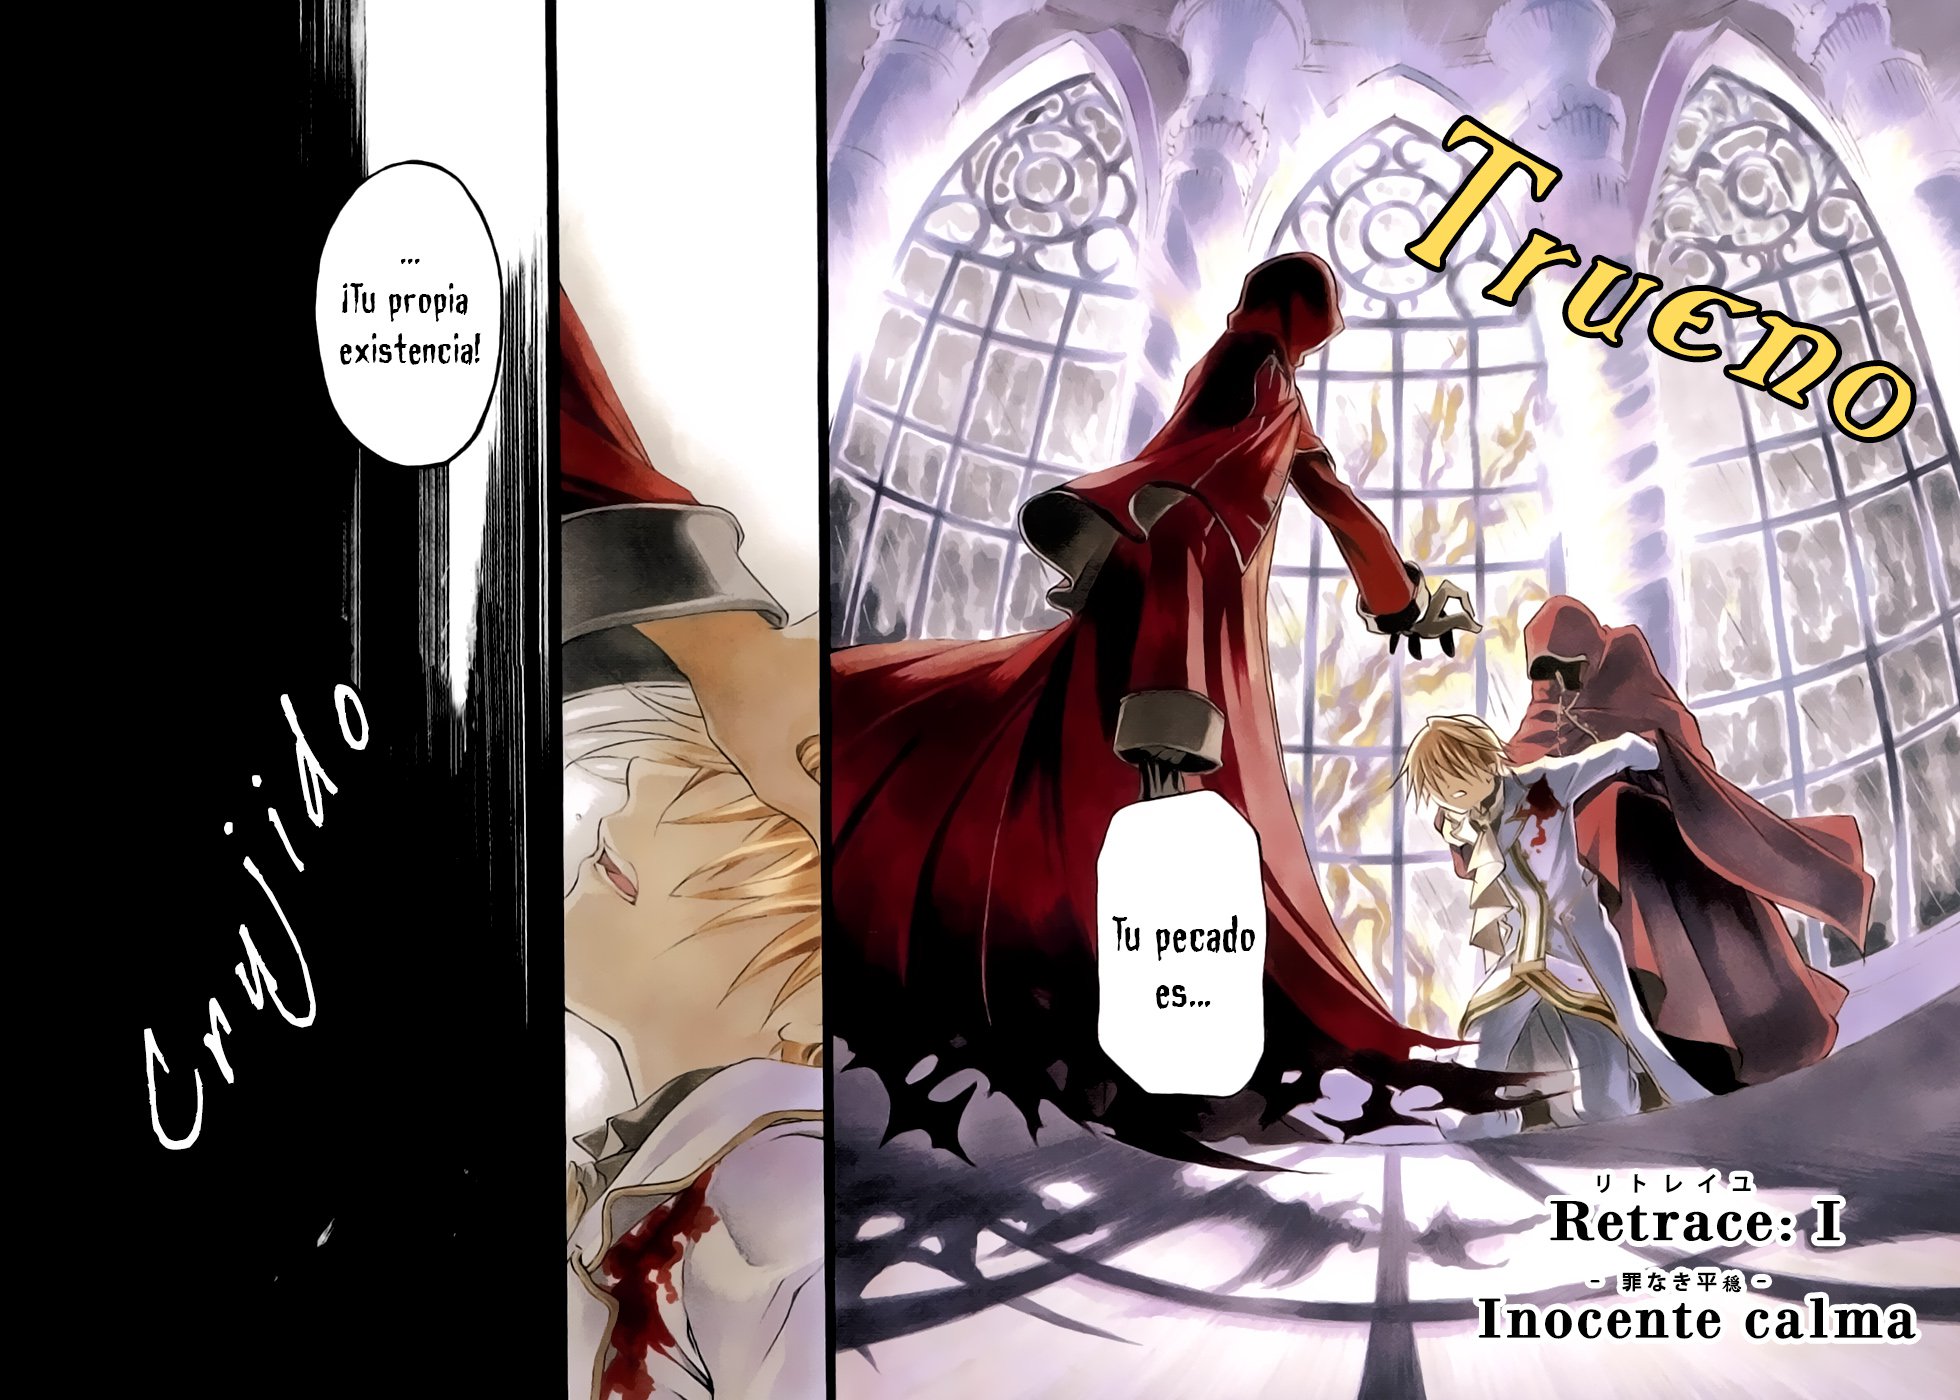 Trueno
Tu pecado
es...
リトレイユ
Retrace: I
- 罪なき平穏 -
Inocente calma
...
¡Tu propia
existencia!
Crujido